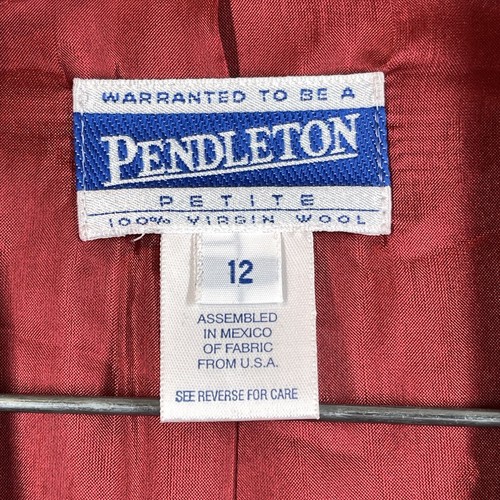 WARRANTED TO BE A
PENDLETON
PETITE
100% VIRGIN WOOL
12
ASSEMBLED
IN MEXICO
OF FABRIC
FROM U.S.A.
SEE REVERSE FOR CARE